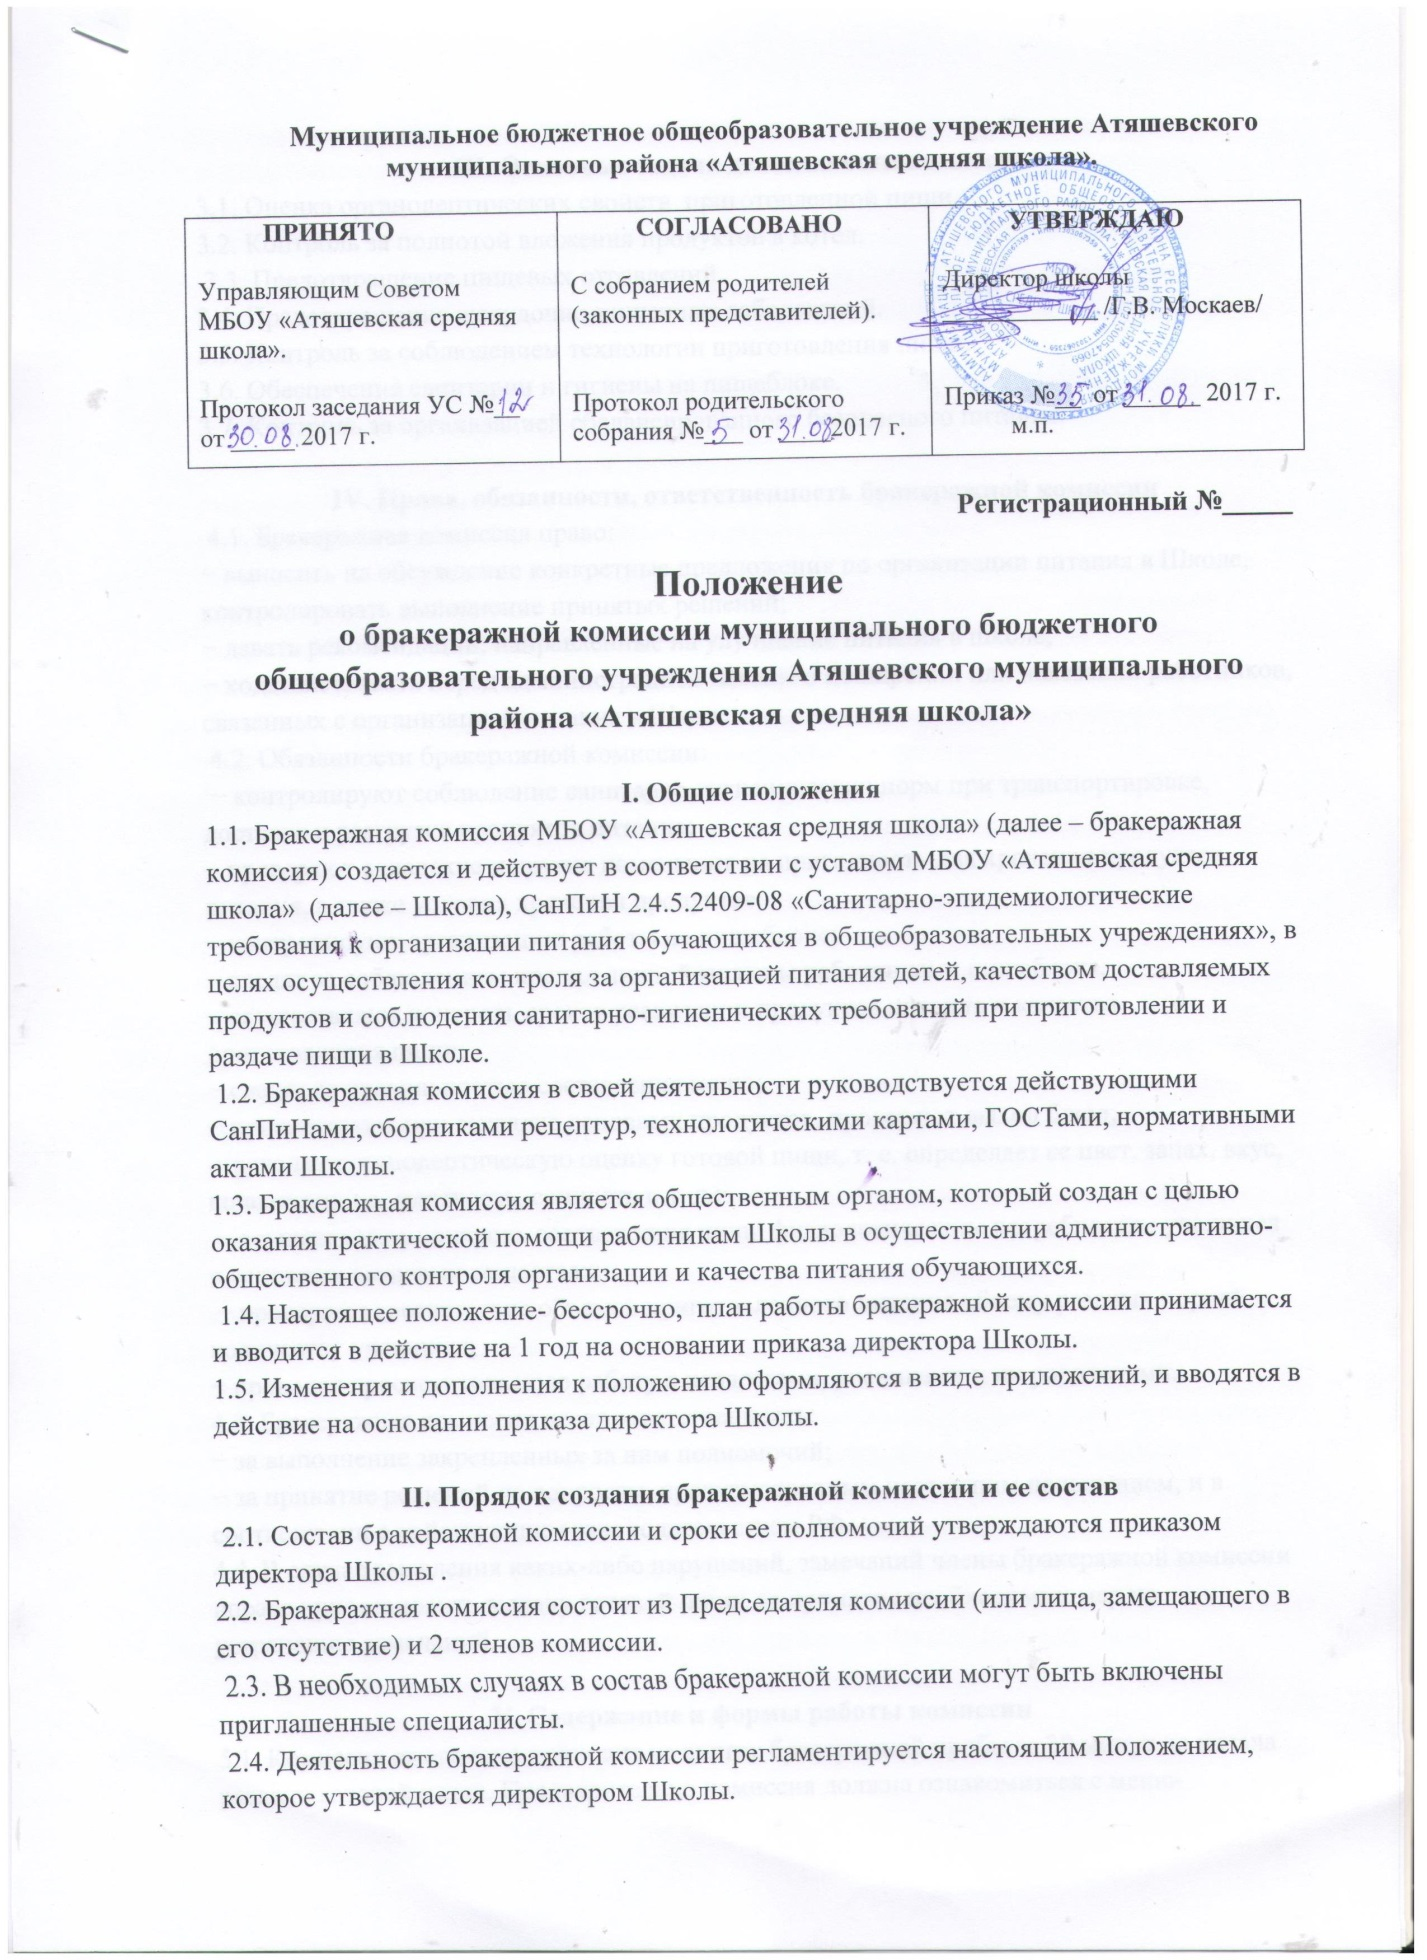 Муниципальное бюджетное общеобразовательное учреждение Атяшевского
муниципального района «Атяшевская средняя школа».
ПРИНЯТО
Управляющим Советом
МБОУ «Атяшевская средняя
школа».
Протокол заседания УС №12
от 30.08.2017 г.
СОГЛАСОВАНО
С собранием родителей
(законных представителей).
Протокол родительского
собрания № 5 от 31.08.2017 г.
УТВЕРЖДАЮ
Директор школы
/Г.В. Москаев/
Приказ №35 от 31.08. 2017 г.
м.п.
Регистрационный №_____
Положение
о бракеражной комиссии муниципального бюджетного
общеобразовательного учреждения Атяшевского муниципального
района «Атяшевская средняя школа»
I. Общие положения
1.1. Бракеражная комиссия МБОУ «Атяшевская средняя школа» (далее – бракеражная
комиссия) создается и действует в соответствии с уставом МБОУ «Атяшевская средняя
школа» (далее – Школа), СанПиН 2.4.5.2409-08 «Санитарно-эпидемиологические
требования к организации питания обучающихся в общеобразовательных учреждениях», в
целях осуществления контроля за организацией питания детей, качеством доставляемых
продуктов и соблюдения санитарно-гигиенических требований при приготовлении и
раздаче пищи в Школе.
1.2. Бракеражная комиссия в своей деятельности руководствуется действующими
СанПиНами, сборниками рецептур, технологическими картами, ГОСТами, нормативными
актами Школы.
1.3. Бракеражная комиссия является общественным органом, который создан с целью
оказания практической помощи работникам Школы в осуществлении административно-
общественного контроля организации и качества питания обучающихся.
1.4. Настоящее положение- бессрочно, план работы бракеражной комиссии принимается
и вводится в действие на 1 год на основании приказа директора Школы.
1.5. Изменения и дополнения к положению оформляются в виде приложений, и вводятся в
действие на основании приказа директора Школы.
II. Порядок создания бракеражной комиссии и ее состав
2.1. Состав бракеражной комиссии и сроки ее полномочий утверждаются приказом
директора Школы .
2.2. Бракеражная комиссия состоит из Председателя комиссии (или лица, замещающего в
его отсутствие) и 2 членов комиссии.
2.3. В необходимых случаях в состав бракеражной комиссии могут быть включены
приглашенные специалисты.
2.4. Деятельность бракеражной комиссии регламентируется настоящим Положением,
которое утверждается директором Школы.